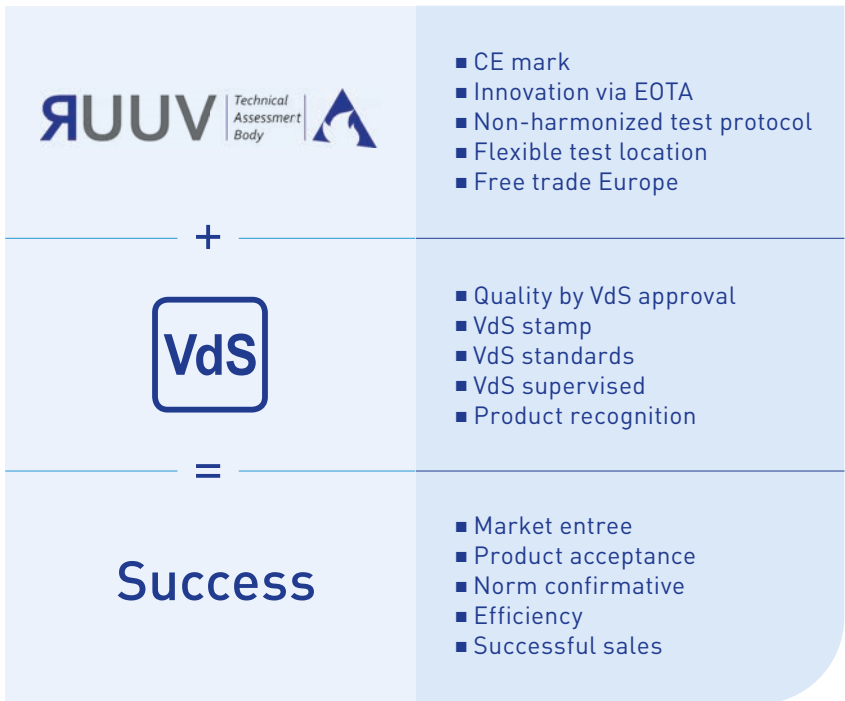 ЯUUV
Technical
Assessment
Body
■ CE mark
■ Innovation via EOTA
■ Non-harmonized test protocol
■ Flexible test location
■ Free trade Europe
+
VdS
■ Quality by VdS approval
■ VdS stamp
■ VdS standards
■ VdS supervised
■ Product recognition
=
Success
■ Market entree
■ Product acceptance
■ Norm confirmative
■ Efficiency
■ Successful sales